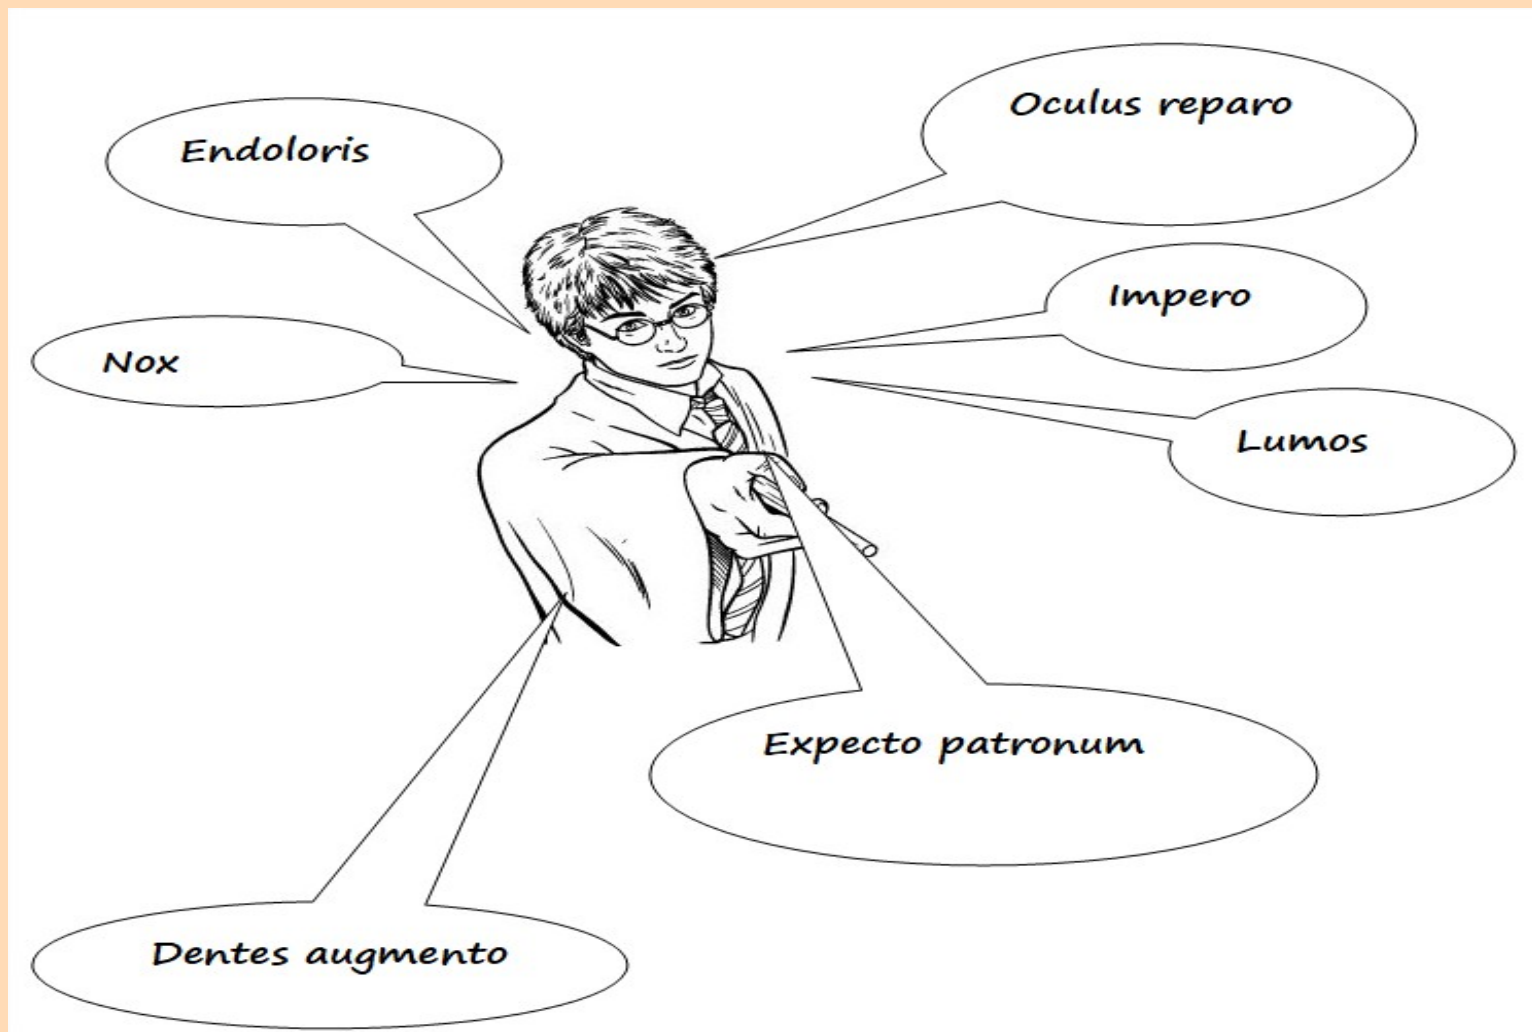 Oculus reparo
Endoloris
Impero
Nox
Lumos
Expecto patronum
Dentes augmento